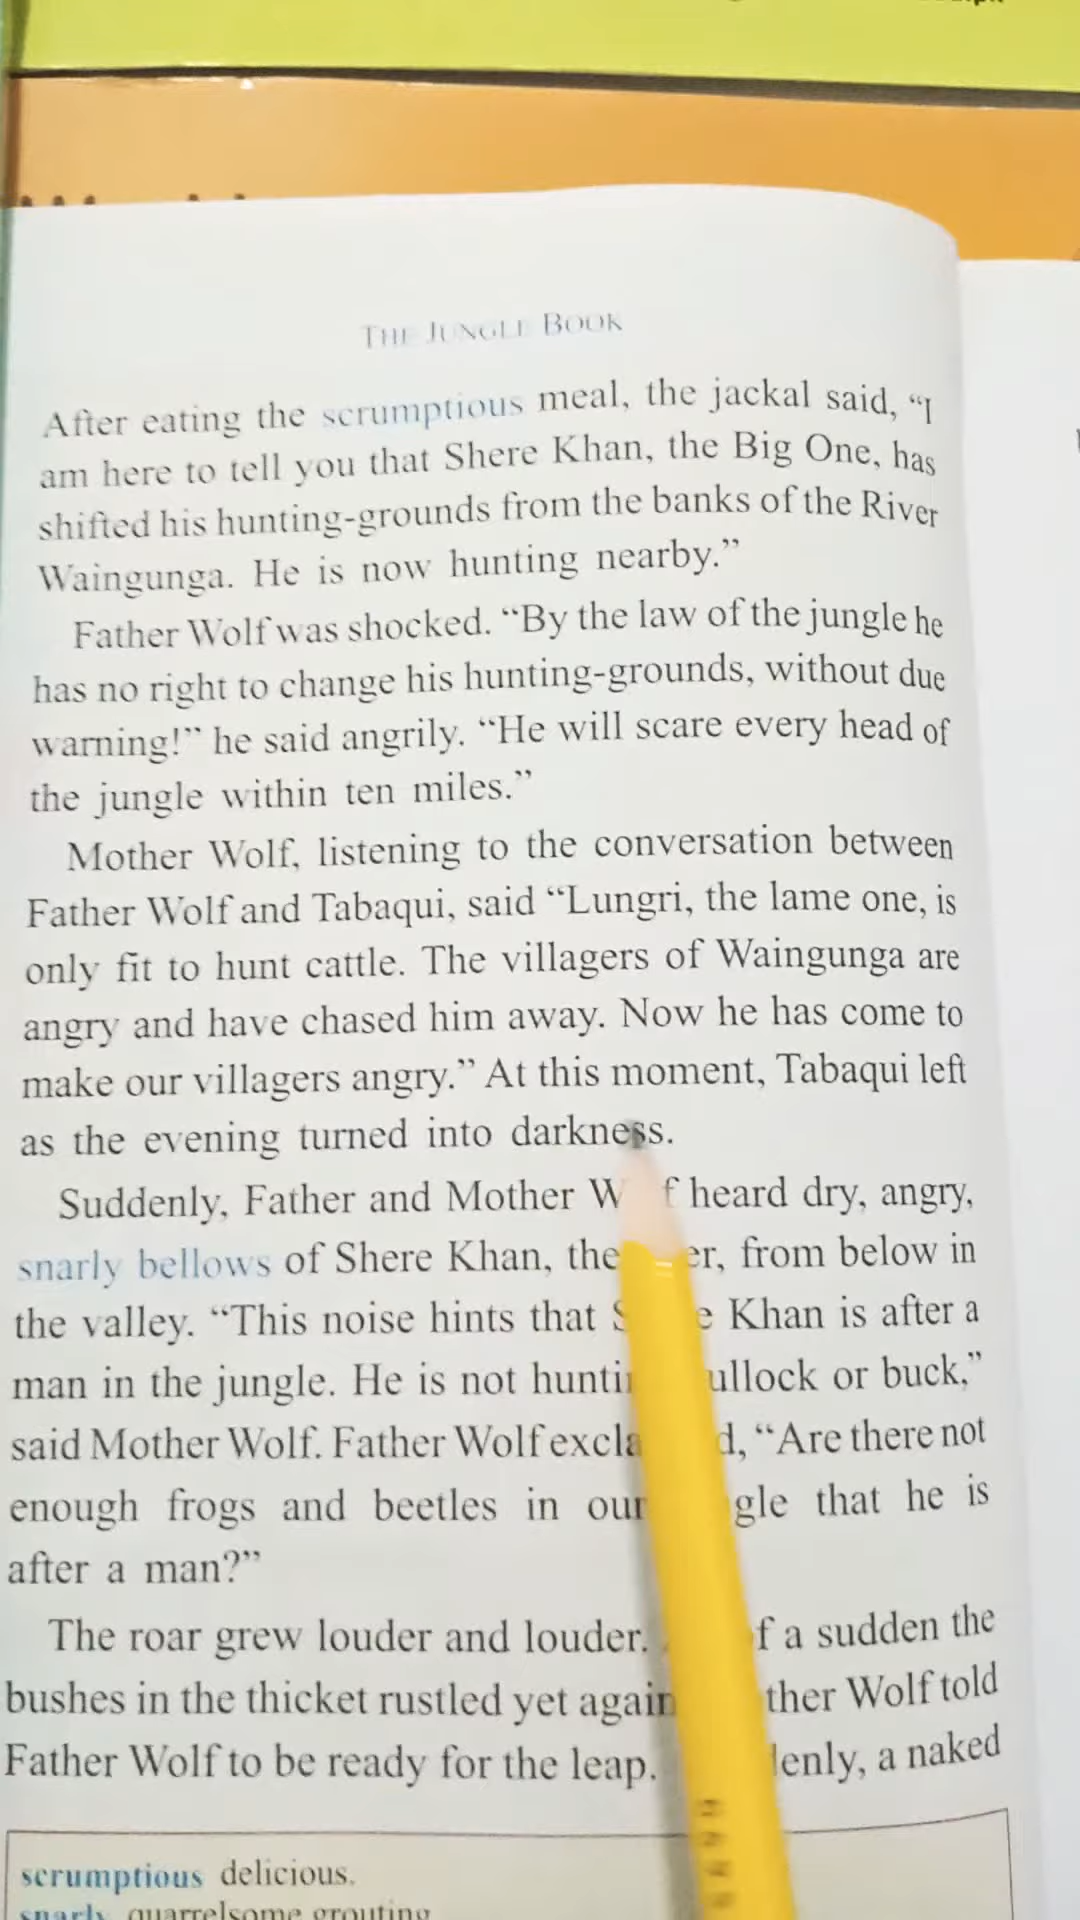 THE JUNGLE BOOK
After eating the scrumptious meal, the jackal said, “I
am here to tell you that Shere Khan, the Big One, has
shifted his hunting-grounds from the banks of the River
Waingunga. He is now hunting nearby.”
Father Wolf was shocked. “By the law of the jungle he
has no right to change his hunting-grounds, without due
warning!” he said angrily. “He will scare every head of
the jungle within ten miles.”
Mother Wolf, listening to the conversation between
Father Wolf and Tabaqui, said “Lungri, the lame one, is
only fit to hunt cattle. The villagers of Waingunga are
angry and have chased him away. Now he has come to
make our villagers angry.” At this moment, Tabaqui left
as the evening turned into darkness.
Suddenly, Father and Mother W f heard dry, angry,
snarly bellows of Shere Khan, the er, from below in
the valley. “This noise hints that S e Khan is after a
man in the jungle. He is not hunti ullock or buck,”
said Mother Wolf. Father Wolf excla d, “Are there not
enough frogs and beetles in our gle that he is
after a man?”
The roar grew louder and louder. f a sudden the
bushes in the thicket rustled yet again ther Wolf told
Father Wolf to be ready for the leap. denly, a naked
scrumptious delicious.
snarly quarrelsome grouting